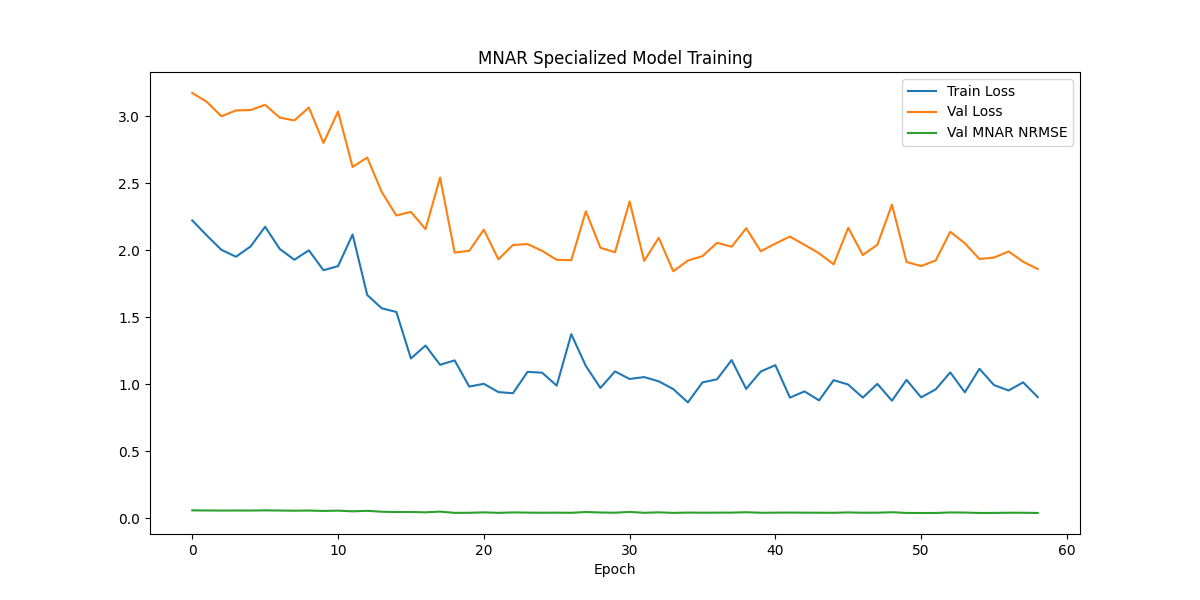 MNAR Specialized Model Training
Train Loss
Val Loss
Val MNAR NRMSE
3.0
2.5
2.0
1.5
1.0
0.5
0.0
0 10 20 30 40 50 60
Epoch